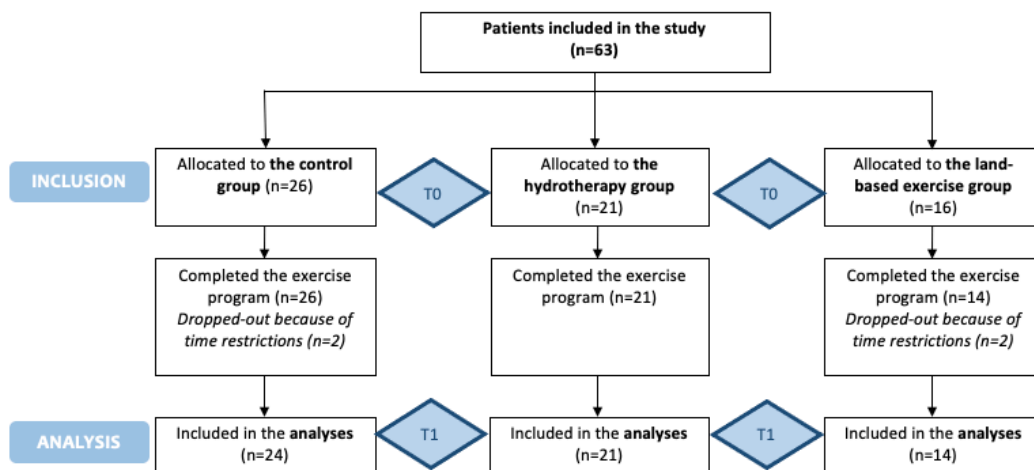 Patients included in the study
(n=63)
INCLUSION
Allocated to the control
group (n=26)
T0
Allocated to the
hydrotherapy group
(n=21)
T0
Allocated to the land-
based exercise group
(n=16)
Completed the exercise
program (n=26)
Dropped-out because of
time restrictions (n=2)
Completed the exercise
program (n=21)
Completed the exercise
program (n=14)
Dropped-out because of
time restrictions (n=2)
ANALYSIS
Included in the analyses
(n=24)
T1
Included in the analyses
(n=21)
T1
Included in the analyses
(n=14)